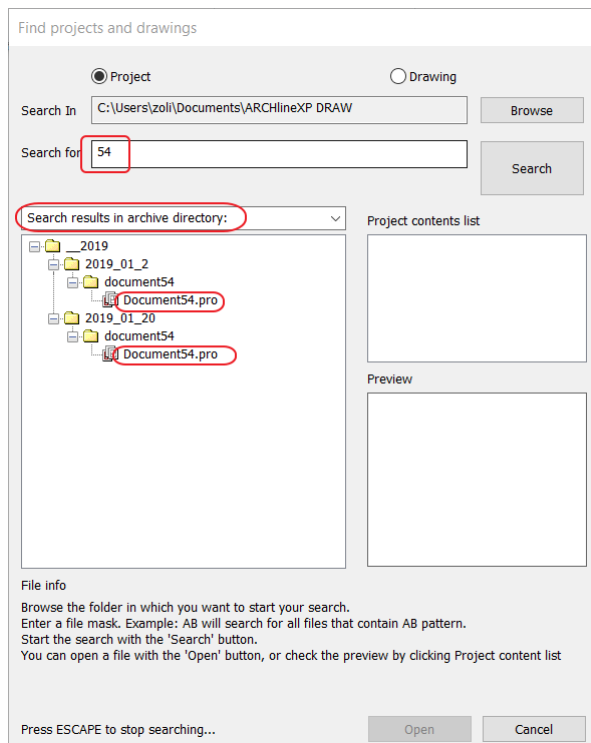 Find projects and drawings
Project
Drawing
Search In
C:\Users\zoli\Documents\ARCHlineXP DRAW
Browse
Search for
54
Search
Search results in archive directory:
Project contents list
__2019
2019_01_2
document54
Document54.pro
2019_01_20
document54
Document54.pro
Preview
File info
Browse the folder in which you want to start your search.
Enter a file mask. Example: AB will search for all files that contain AB pattern.
Start the search with the 'Search' button.
You can open a file with the 'Open' button, or check the preview by clicking Project content list
Press ESCAPE to stop searching...
Open
Cancel